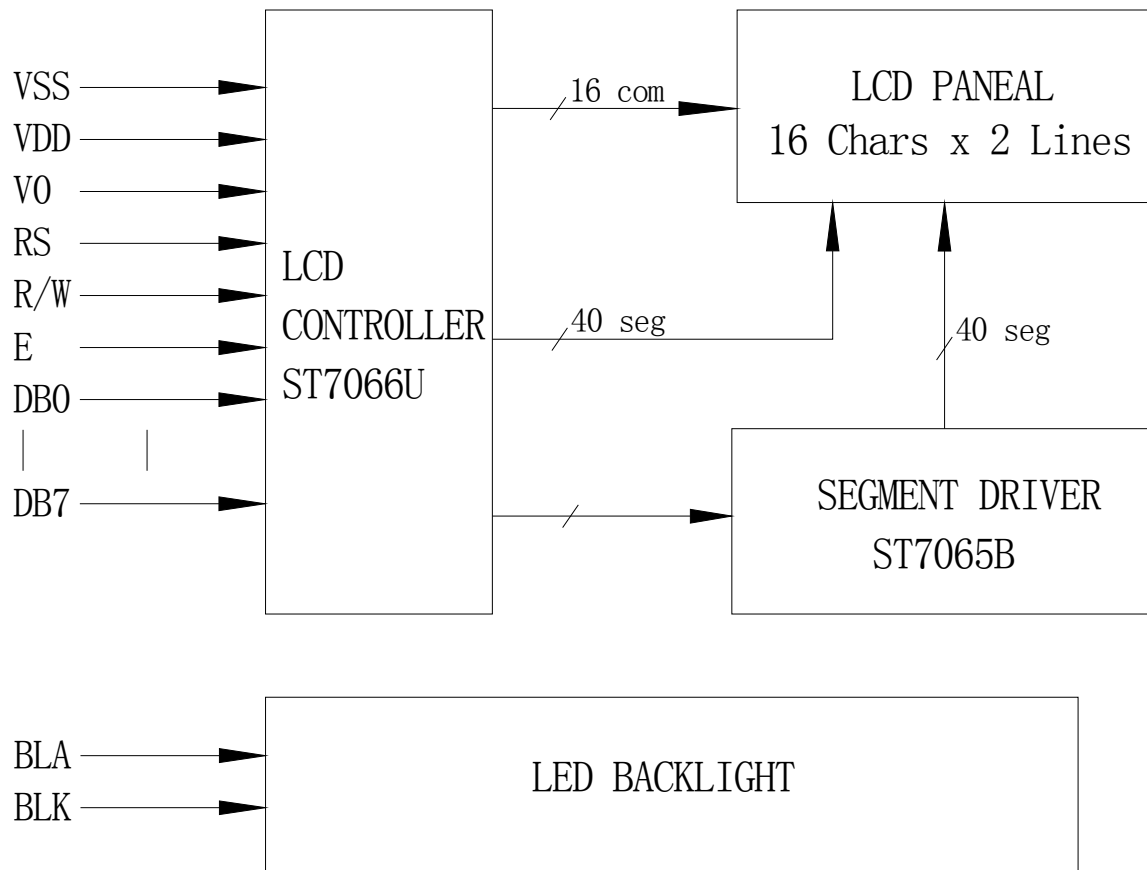 VSS
VDD
V0
RS
R/W
E
DB0
DB7
LCD
CONTROLLER
ST7066U
16 com
40 seg
LCD PANEAL
16 Chars x 2 Lines
40 seg
SEGMENT DRIVER
ST7065B
BLA
BLK
LED BACKLIGHT